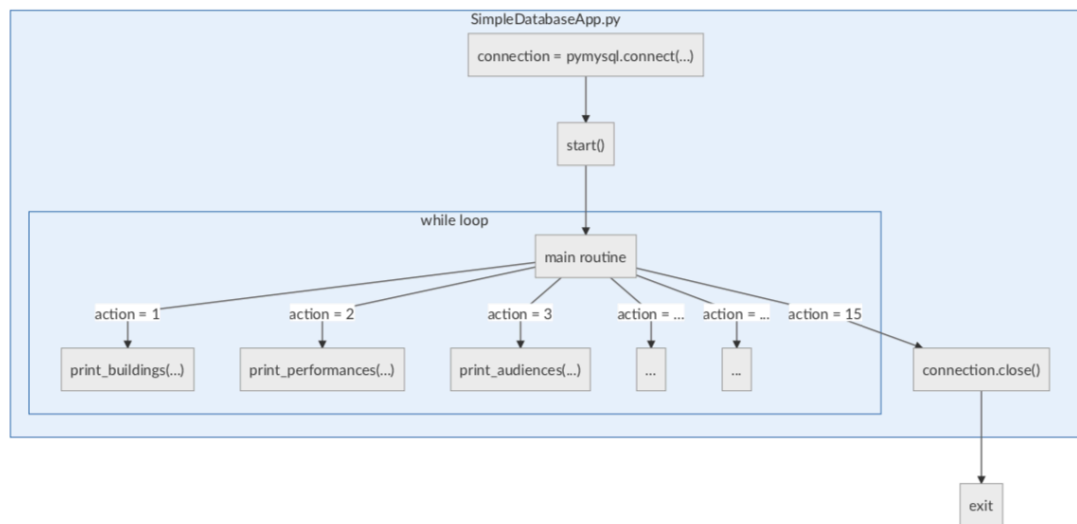 SimpleDatabaseApp.py
connection = pymysql.connect(...)
start()
while loop
main routine
action = 1
action = 2
action = 3
action = ...
action = ...
action = 15
print_buildings(...)
print_performances(...)
print_audiences(...)
...
...
connection.close()
exit